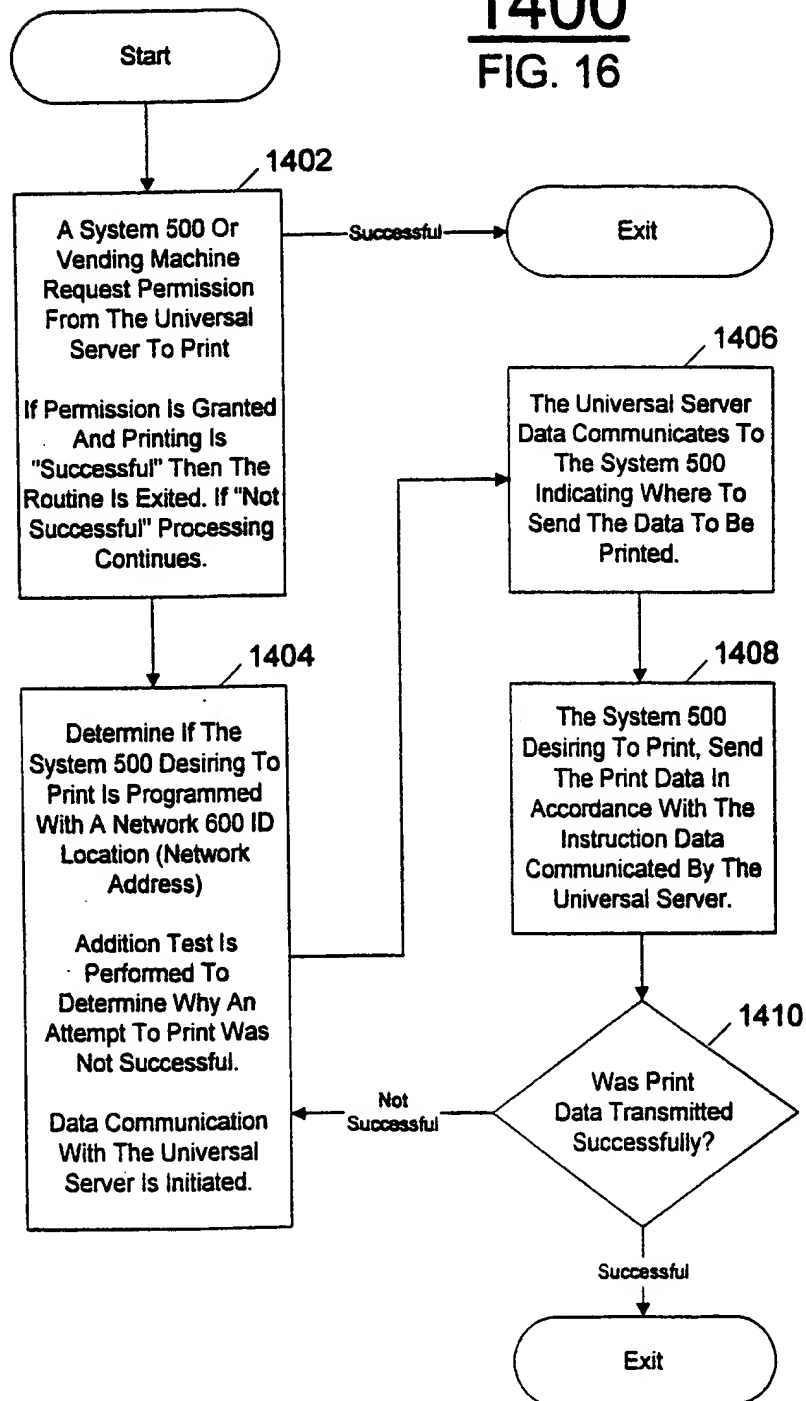 1400
FIG. 16
Start
1402
A System 500 Or
Vending Machine
Request Permission
From The Universal
Server To Print
If Permission Is Granted
And Printing Is
"Successful" Then The
Routine Is Exited. If "Not
Successful" Processing
Continues.
Successful
Exit
1404
Determine If The
System 500 Desiring To
Print Is Programmed
With A Network 600 ID
Location (Network
Address)
Addition Test Is
Performed To
Determine Why An
Attempt To Print Was
Not Successful.
Data Communication
With The Universal
Server Is Initiated.
1406
The Universal Server
Data Communicates To
The System 500
Indicating Where To
Send The Data To Be
Printed.
1408
The System 500
Desiring To Print, Send
The Print Data In
Accordance With The
Instruction Data
Communicated By The
Universal Server.
1410
Was Print
Data Transmitted
Successfully?
Not
Successful
Successful
Exit